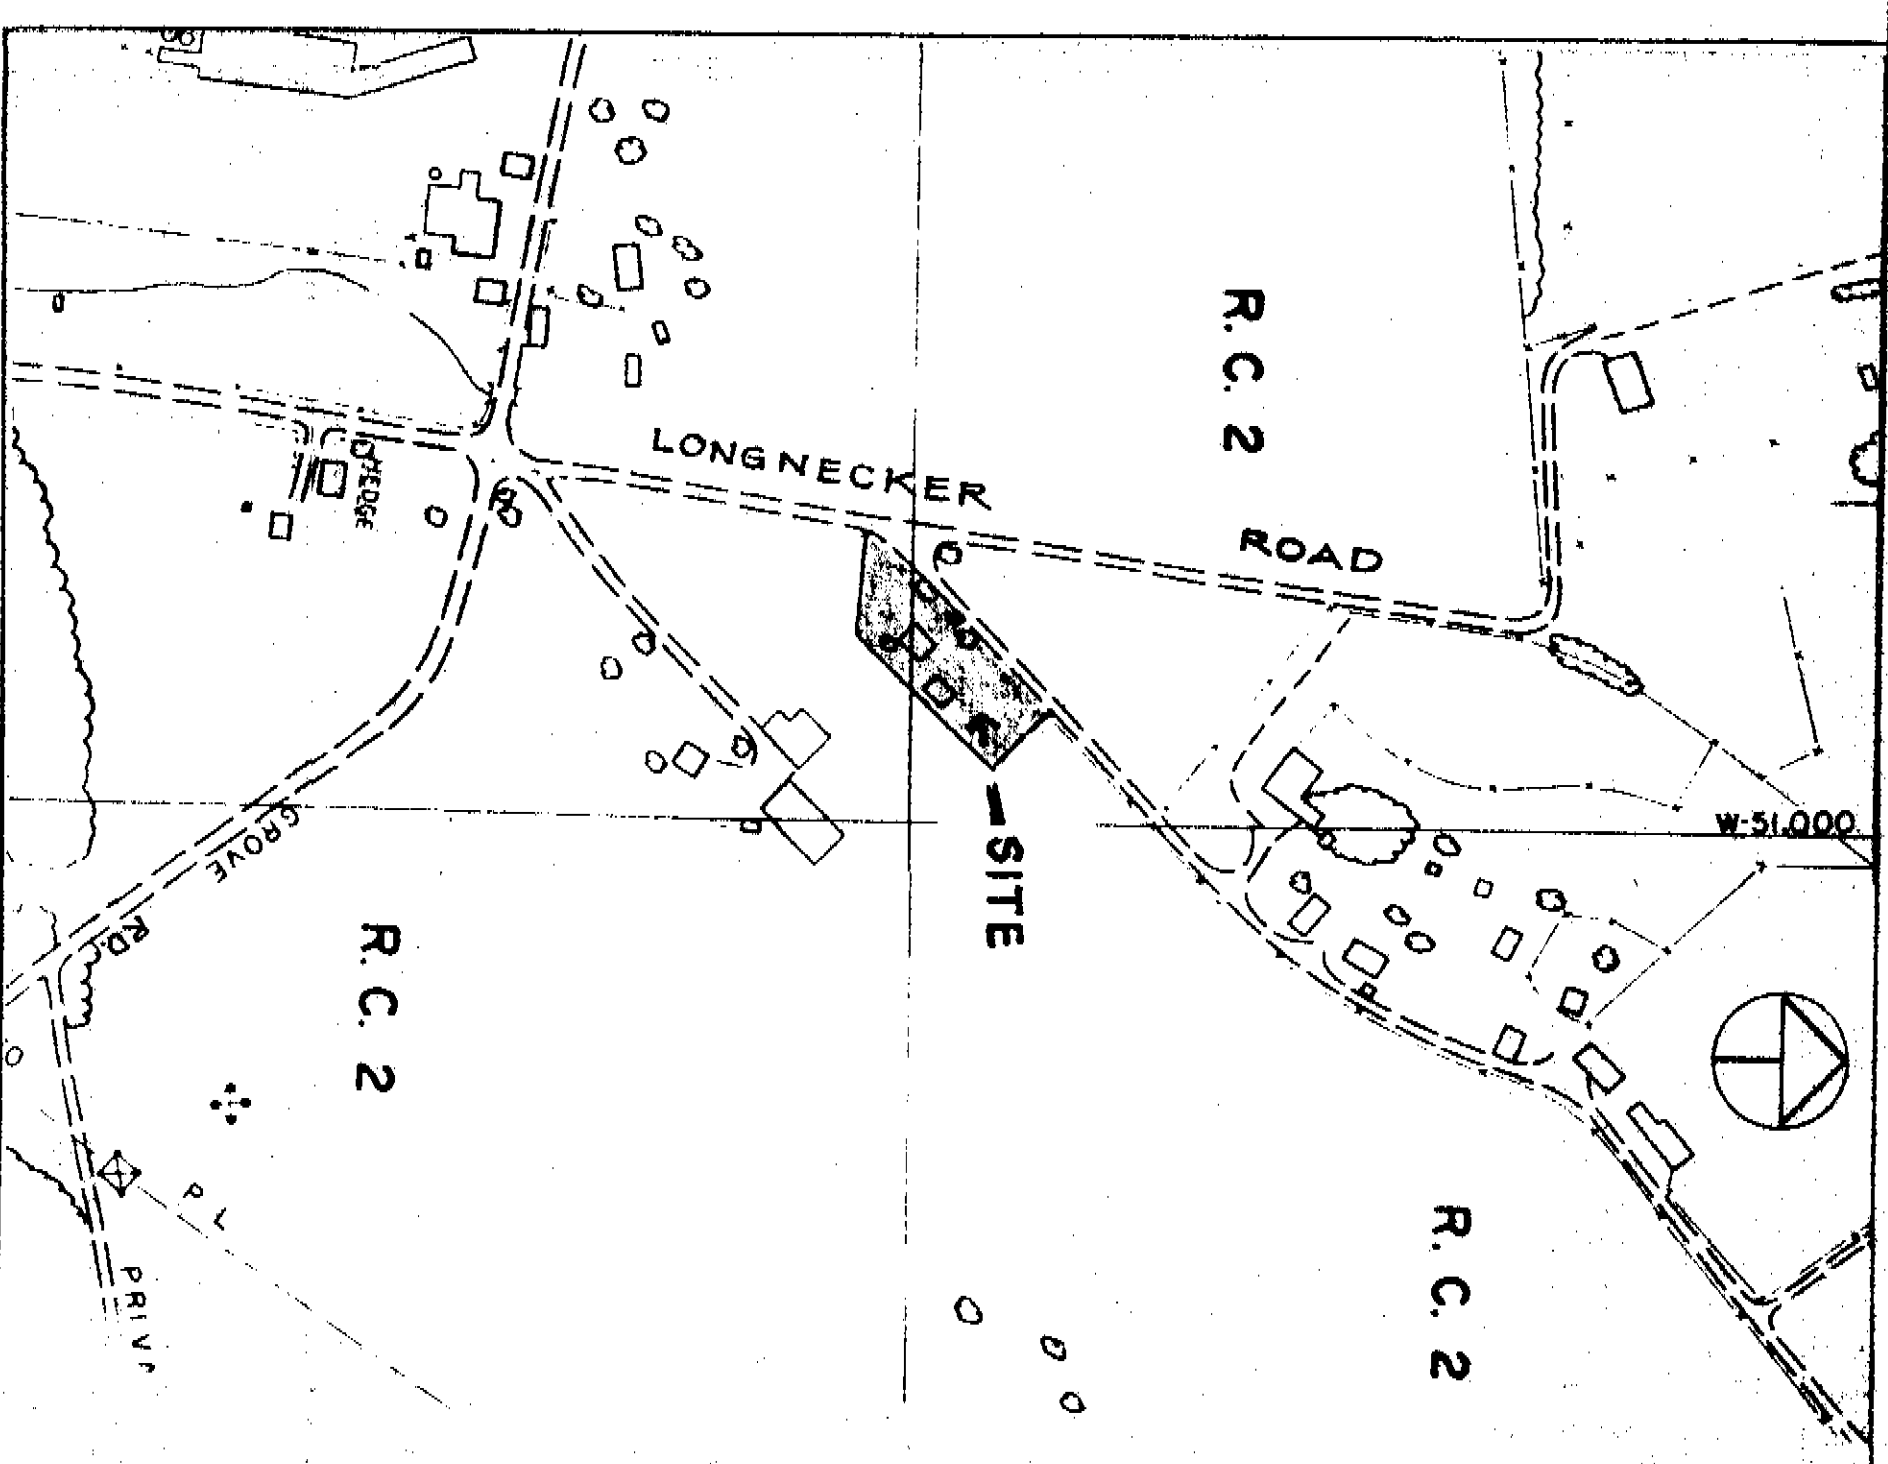 R. C. 2
LONGNECKER ROAD
HEDGE
W-51,000
SITE
GROVE RD.
R. C. 2
R. C. 2
P L
PRIV